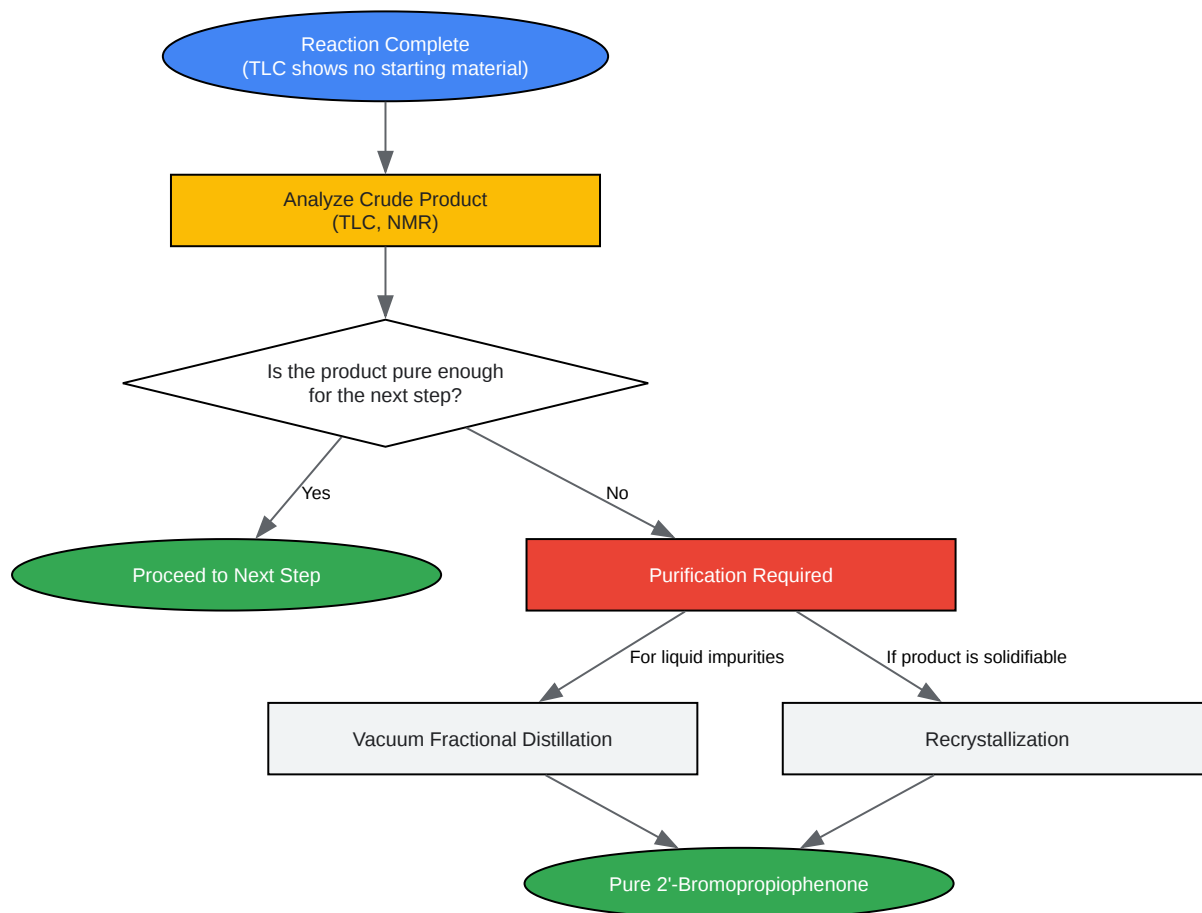 Reaction Complete
(TLC shows no starting material)
Analyze Crude Product
(TLC, NMR)
Is the product pure enough
for the next step?
Yes
No
Proceed to Next Step
Purification Required
For liquid impurities
If product is solidifiable
Vacuum Fractional Distillation
Recrystallization
Pure 2'-Bromopropiophenone